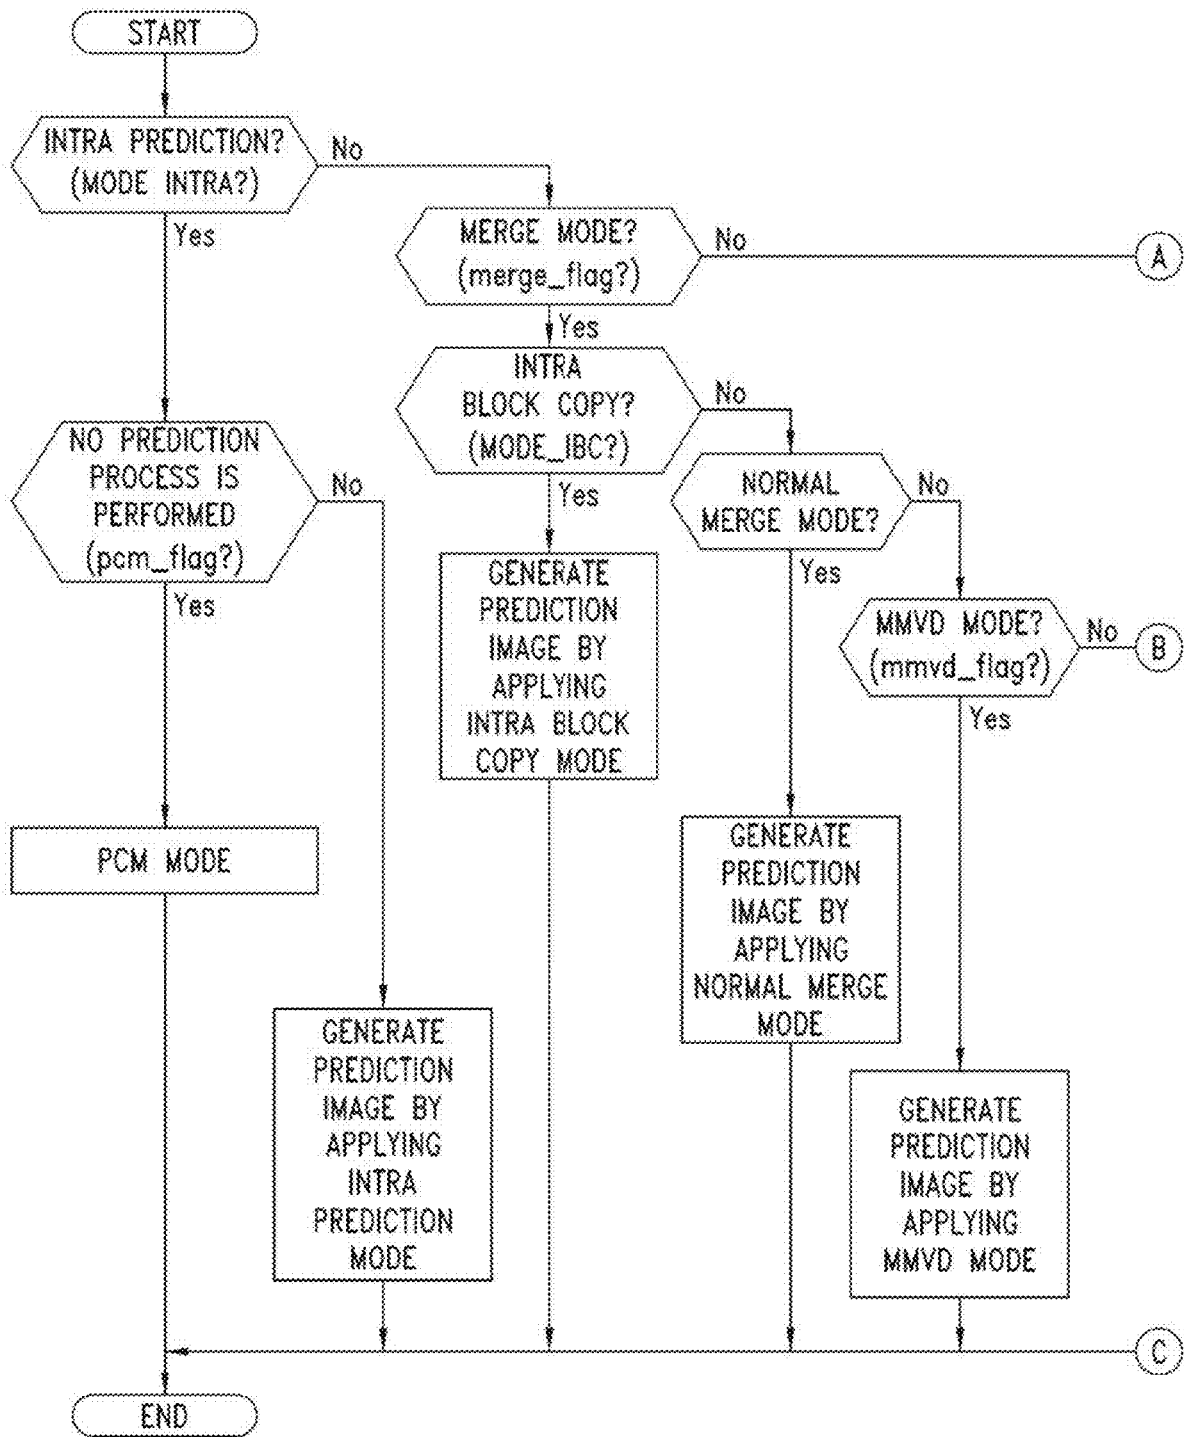 START
INTRA PREDICTION?
(MODE INTRA?)
No
Yes
MERGE MODE?
(merge_flag?)
No
A
Yes
INTRA
BLOCK COPY?
(MODE_IBC?)
No
Yes
NO PREDICTION
PROCESS IS
PERFORMED
(pcm_flag?)
No
Yes
NORMAL
MERGE MODE?
No
Yes
GENERATE
PREDICTION
IMAGE BY
APPLYING
INTRA BLOCK
COPY MODE
MMVD MODE?
(mmvd_flag?)
No
B
Yes
PCM MODE
GENERATE
PREDICTION
IMAGE BY
APPLYING
NORMAL MERGE
MODE
GENERATE
PREDICTION
IMAGE BY
APPLYING
INTRA
PREDICTION
MODE
GENERATE
PREDICTION
IMAGE BY
APPLYING
MMVD MODE
C
END